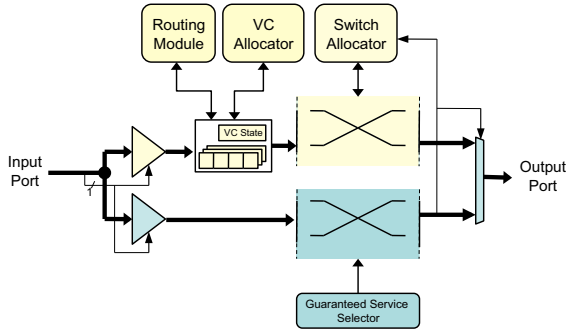 Routing
Module
VC
Allocator
Switch
Allocator
VC State
Input
Port
1
Output
Port
Guaranteed Service
Selector